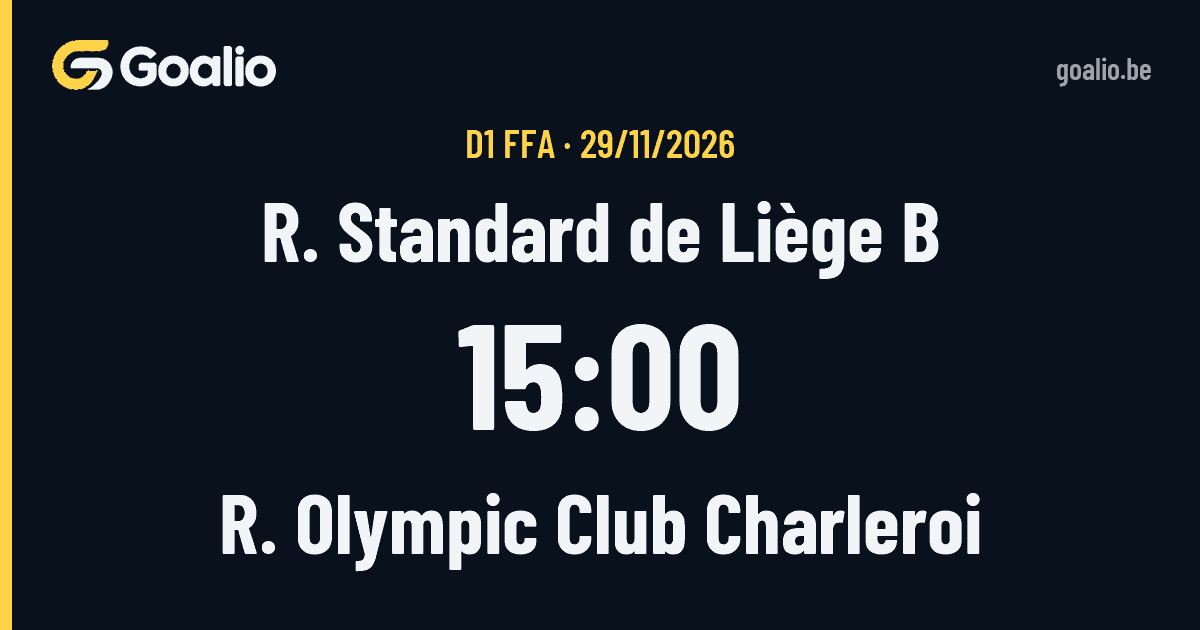 Goalio
goalio.be
D1 FFA · 29/11/2026
R. Standard de Liège B
15:00
R. Olympic Club Charleroi